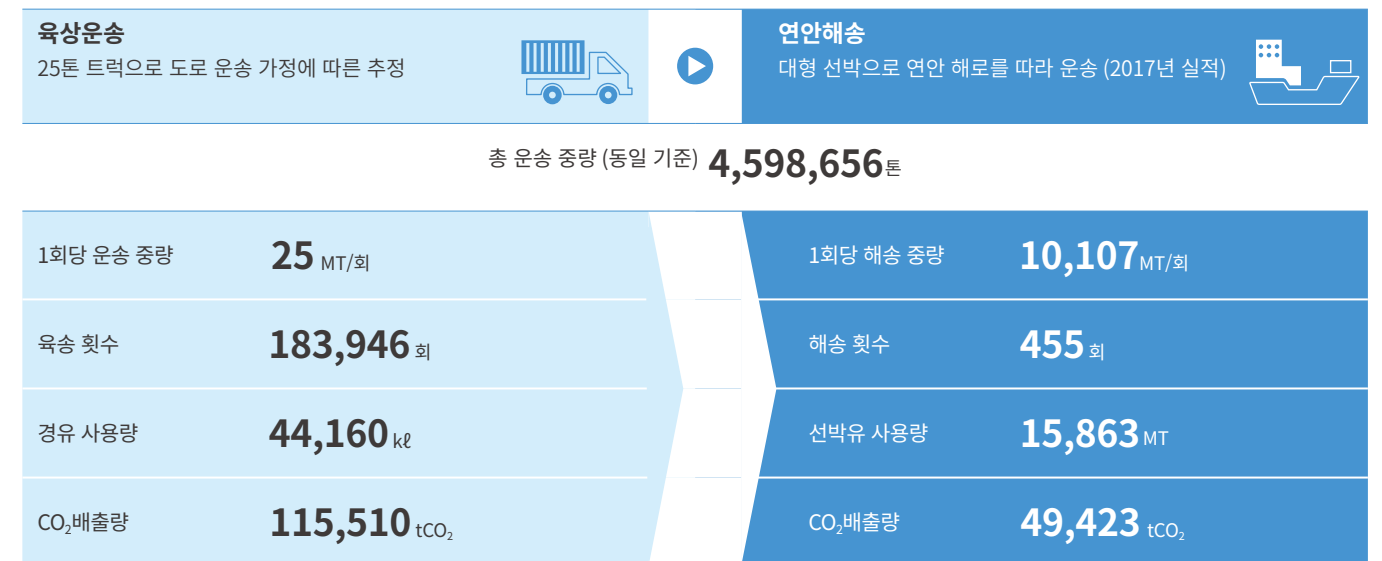 육상운송
25톤 트럭으로 도로 운송 가정에 따른 추정
연안해송
대형 선박으로 연안 해로를 따라 운송 (2017년 실적)
총 운송 중량 (동일 기준) 4,598,656톤
1회당 운송 중량 25 MT/회
1회당 해송 중량 10,107MT/회
육송 횟수 183,946 회
해송 횟수 455 회
경유 사용량 44,160 kℓ
선박유 사용량 15,863 MT
CO₂배출량 115,510 tCO₂
CO₂배출량 49,423 tCO₂